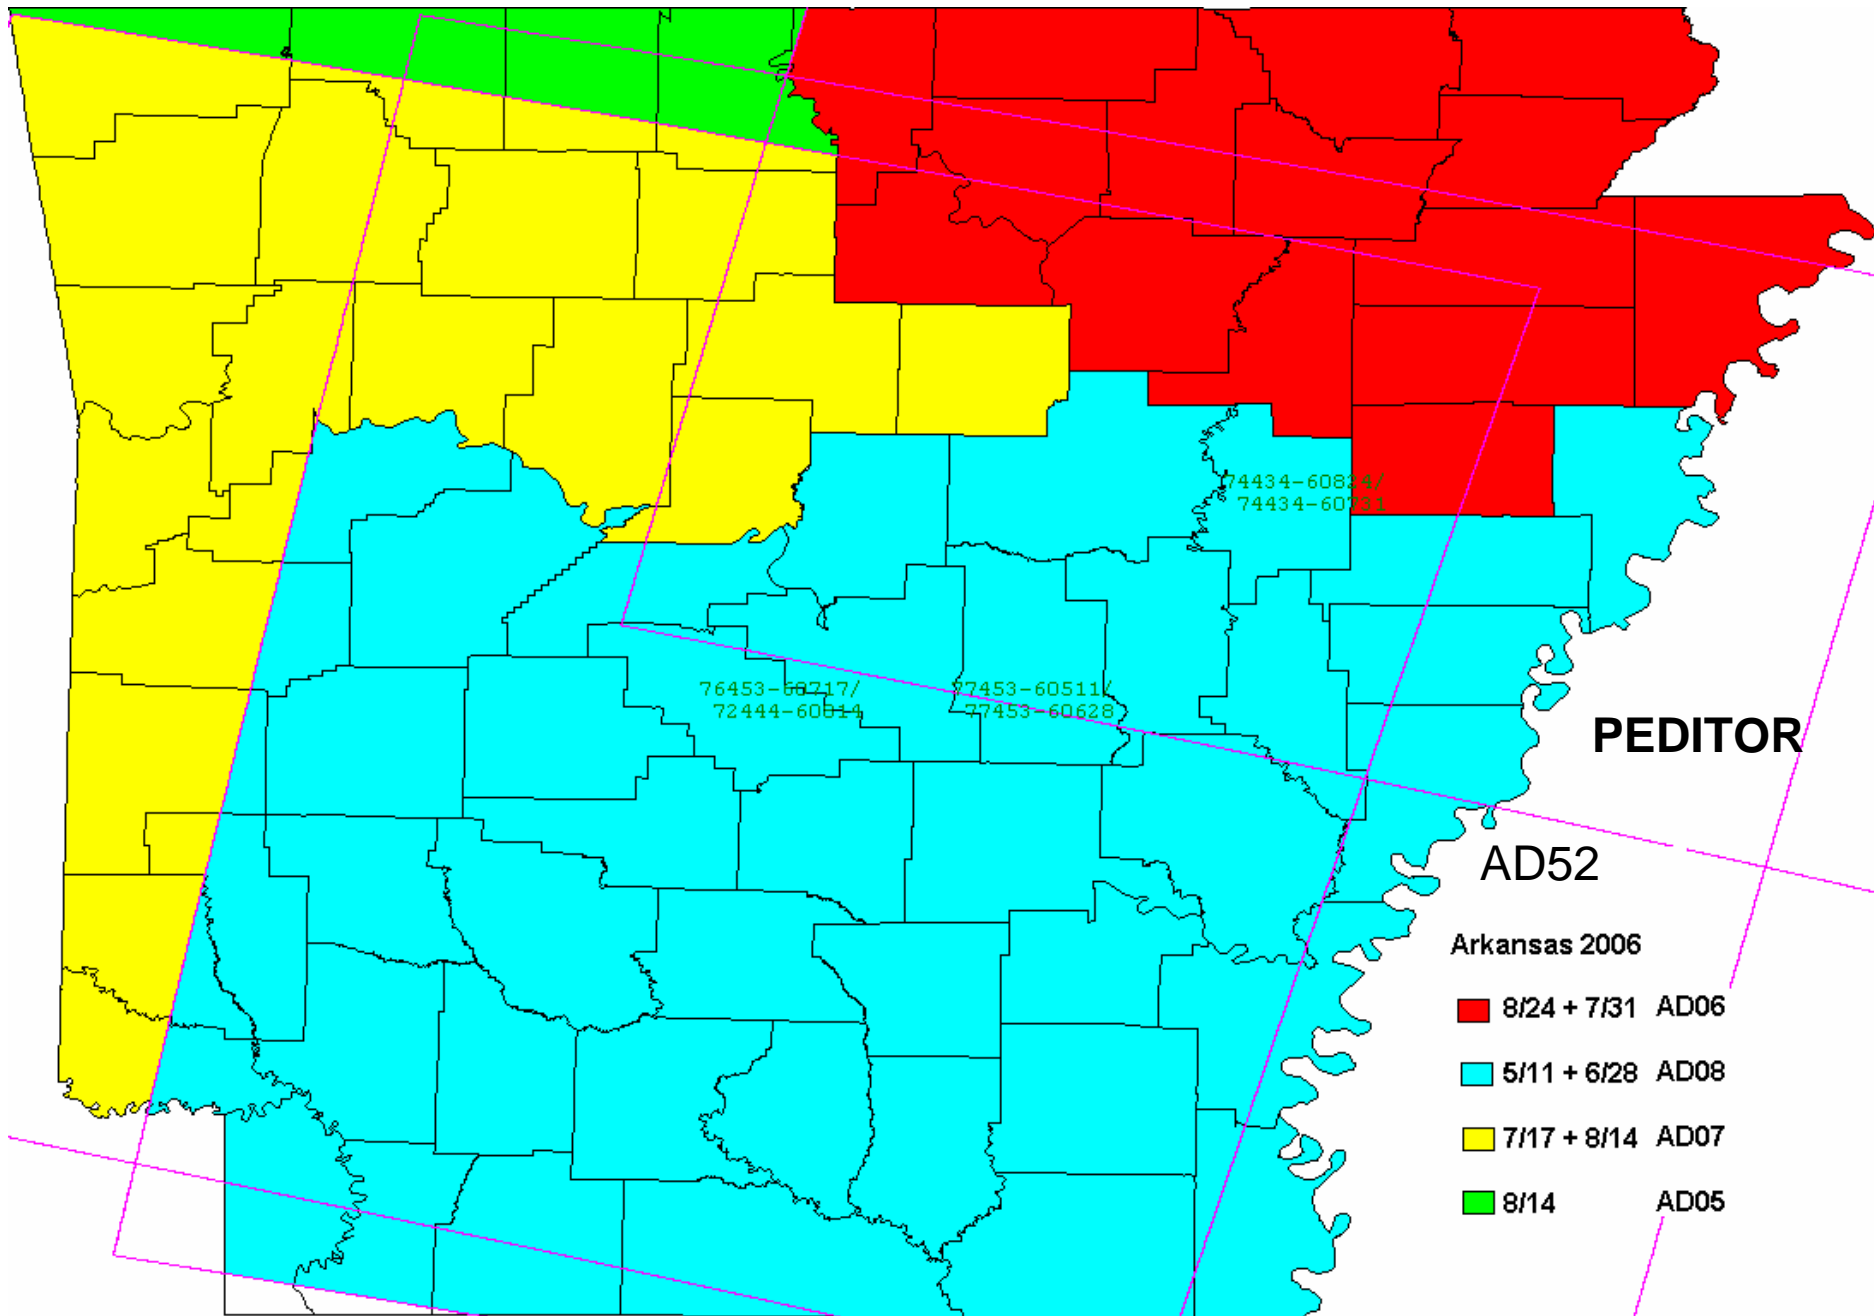 74434-60824/
74434-60731
76453-60717/
72444-60814
77453-60511/
77453-60628
PEDITOR
AD52
Arkansas 2006
8/24 + 7/31 AD06
5/11 + 6/28 AD08
7/17 + 8/14 AD07
8/14 AD05